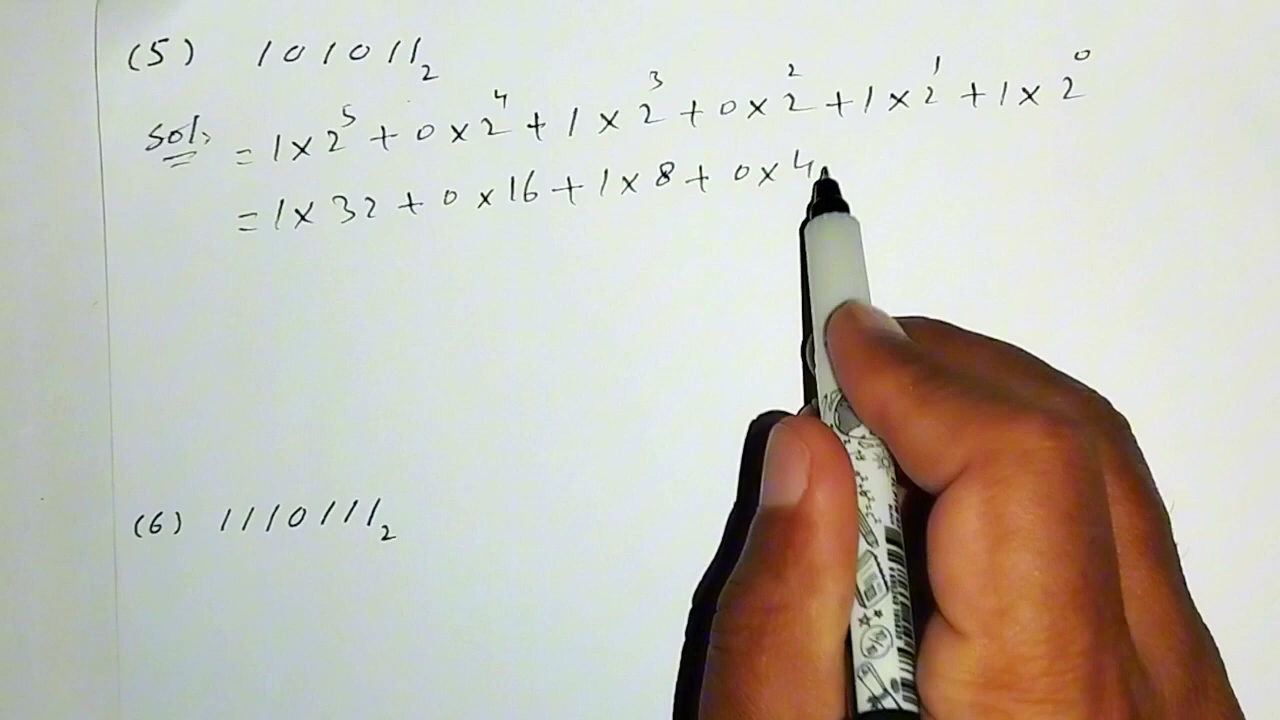 (5) 101011₂
Sol:
= 1 × 2⁵ + 0 × 2⁴ + 1 × 2³ + 0 × 2² + 1 × 2¹ + 1 × 2⁰
= 1 × 32 + 0 × 16 + 1 × 8 + 0 × 4
(6) 1110111₂